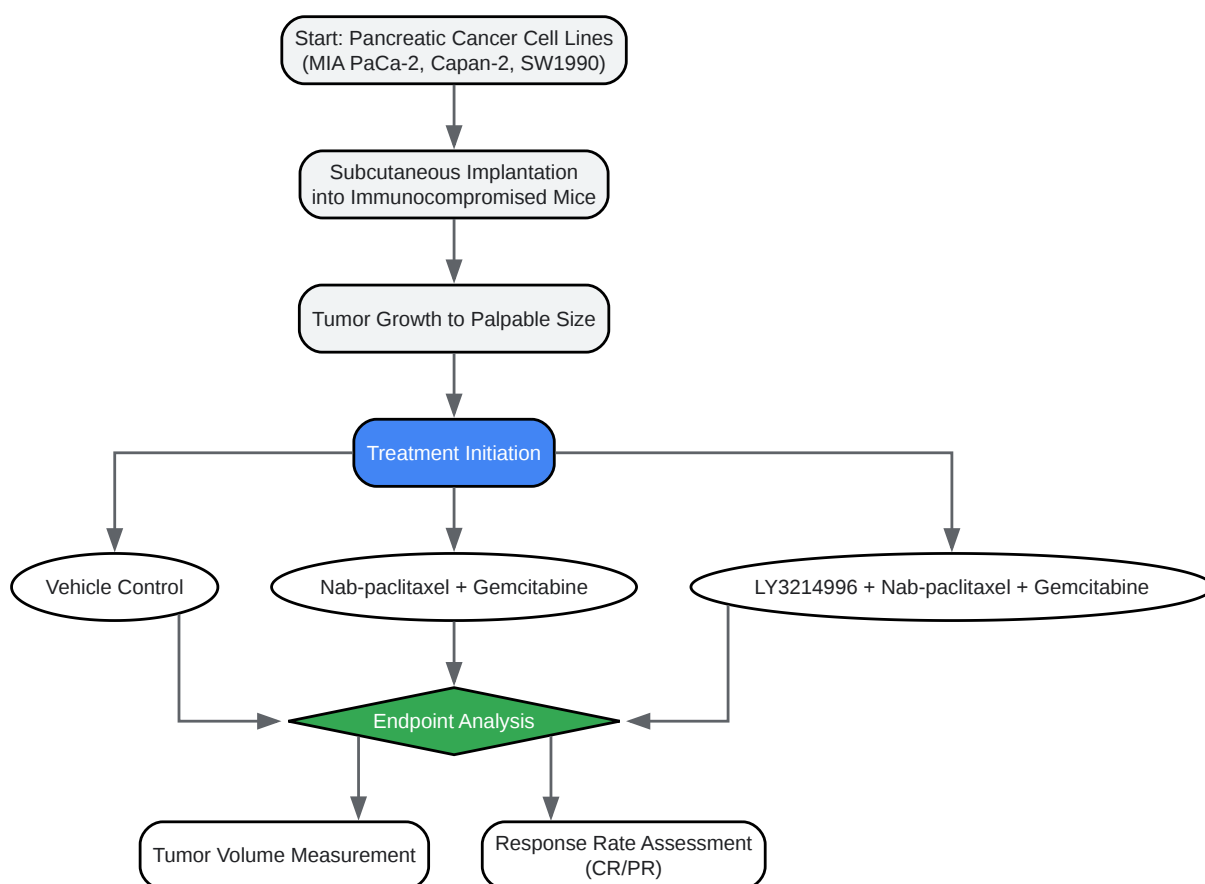 Start: Pancreatic Cancer Cell Lines
(MIA PaCa-2, Capan-2, SW1990)
Subcutaneous Implantation
into Immunocompromised Mice
Tumor Growth to Palpable Size
Treatment Initiation
Vehicle Control
Nab-paclitaxel + Gemcitabine
LY3214996 + Nab-paclitaxel + Gemcitabine
Endpoint Analysis
Tumor Volume Measurement
Response Rate Assessment
(CR/PR)